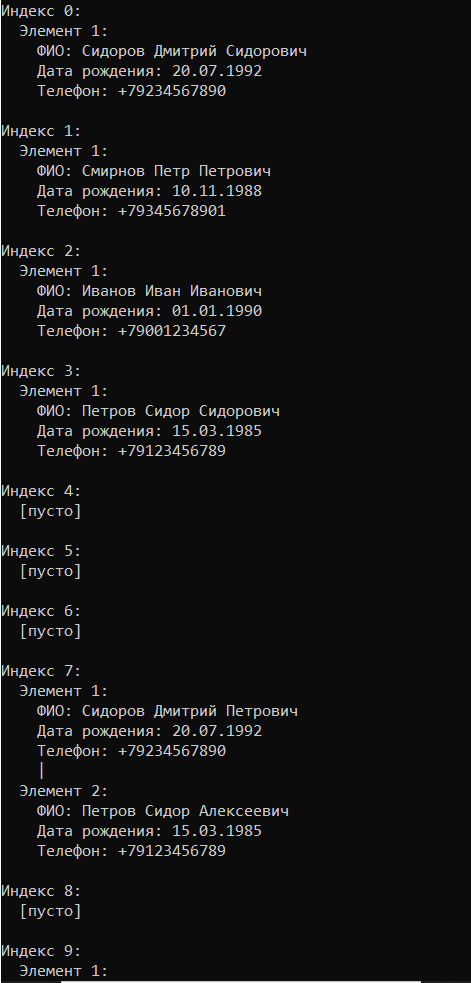 Индекс 0:
Элемент 1:
ФИО: Сидоров Дмитрий Сидорович
Дата рождения: 20.07.1992
Телефон: +79234567890
Индекс 1:
Элемент 1:
ФИО: Смирнов Петр Петрович
Дата рождения: 10.11.1988
Телефон: +79345678901
Индекс 2:
Элемент 1:
ФИО: Иванов Иван Иванович
Дата рождения: 01.01.1990
Телефон: +79001234567
Индекс 3:
Элемент 1:
ФИО: Петров Сидор Сидорович
Дата рождения: 15.03.1985
Телефон: +79123456789
Индекс 4:
[пусто]
Индекс 5:
[пусто]
Индекс 6:
[пусто]
Индекс 7:
Элемент 1:
ФИО: Сидоров Дмитрий Петрович
Дата рождения: 20.07.1992
Телефон: +79234567890
|
Элемент 2:
ФИО: Петров Сидор Алексеевич
Дата рождения: 15.03.1985
Телефон: +79123456789
Индекс 8:
[пусто]
Индекс 9:
Элемент 1: